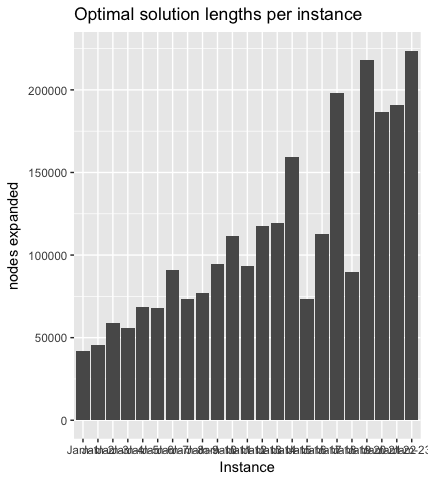 Optimal solution lengths per instance
nodes expanded
200000
150000
100000
50000
0
Instance